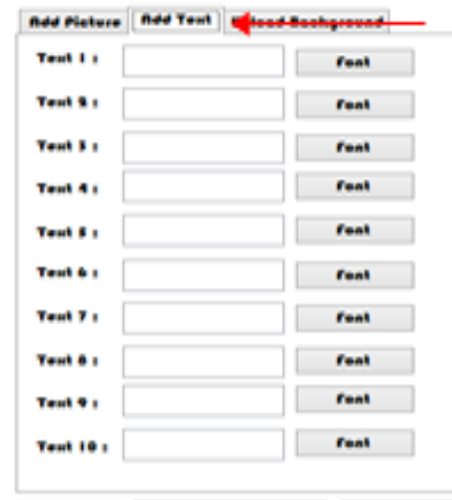 Add Picture Add Text Upload Background
Text 1 : Font
Text 2 : Font
Text 3 : Font
Text 4 : Font
Text 5 : Font
Text 6 : Font
Text 7 : Font
Text 8 : Font
Text 9 : Font
Text 10 : Font